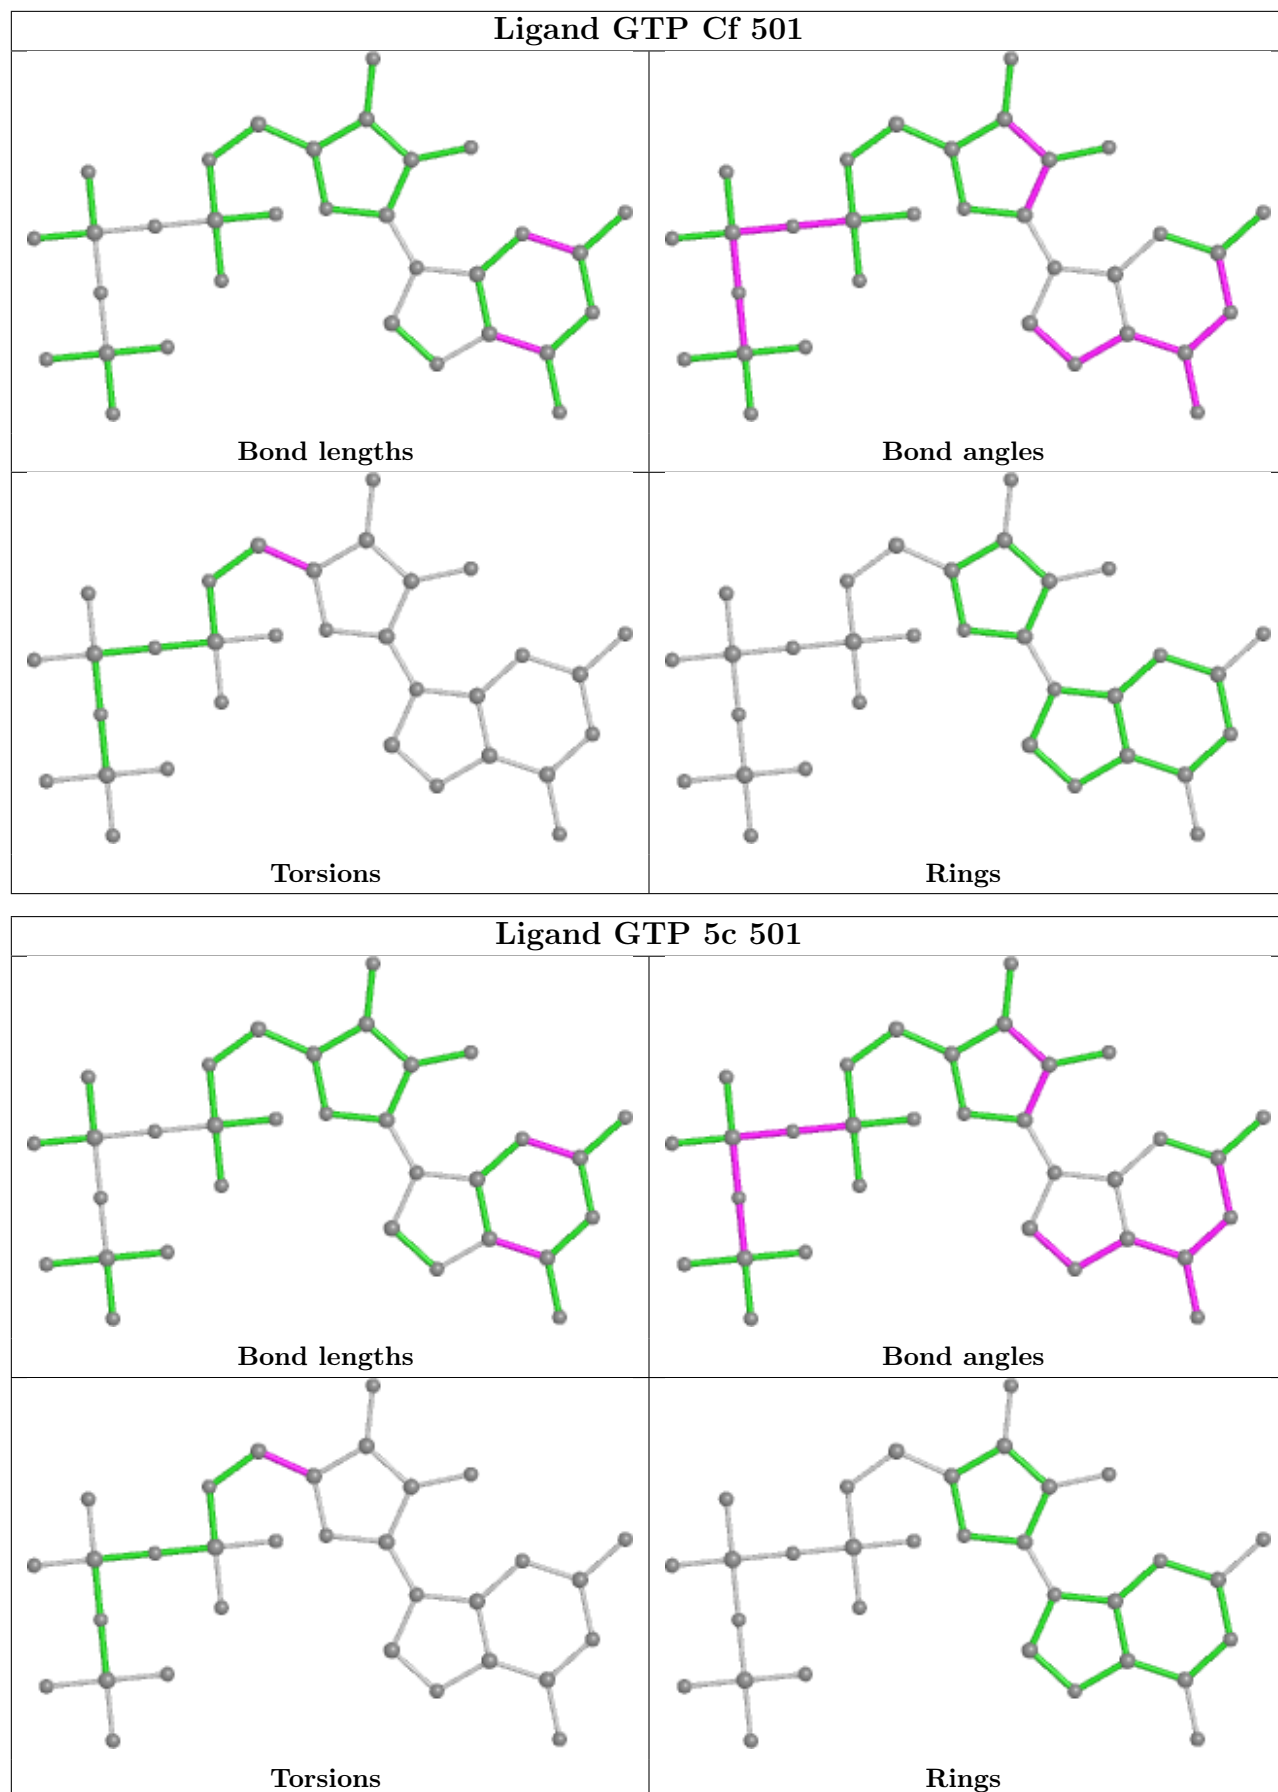 Ligand GTP Cf 501
Bond lengths
Bond angles
Torsions
Rings
Ligand GTP 5c 501
Bond lengths
Bond angles
Torsions
Rings